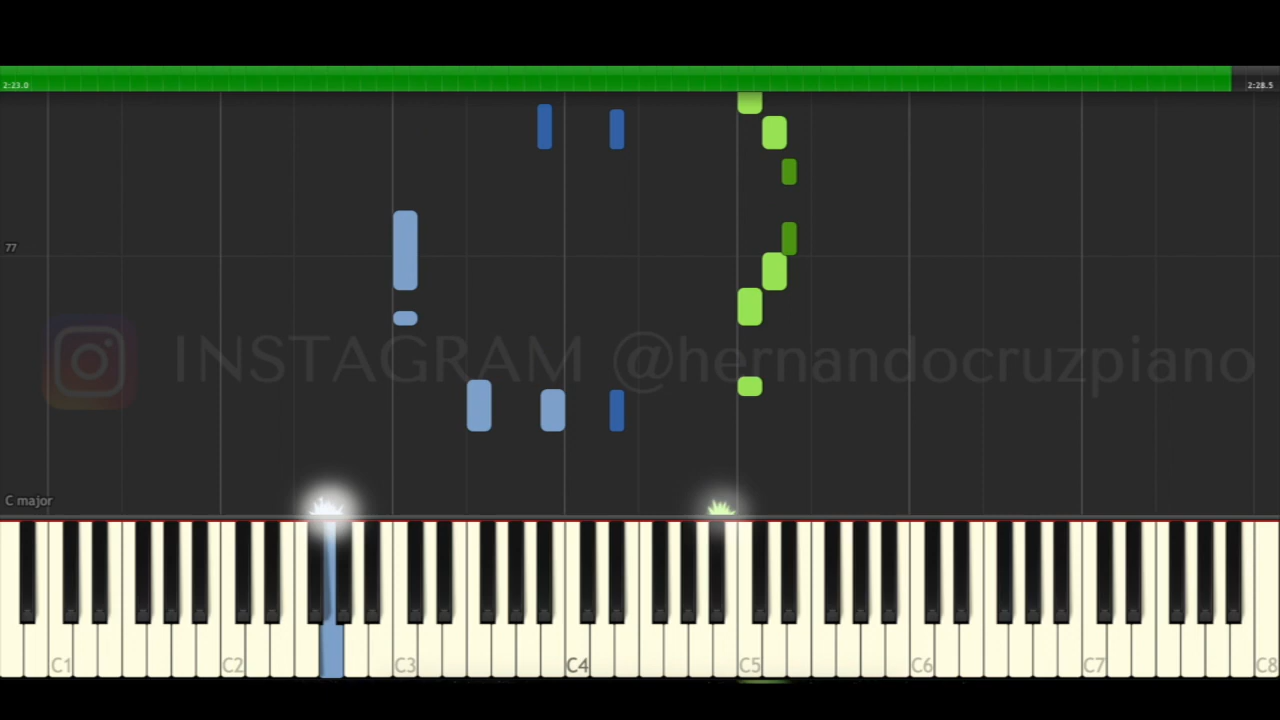 2:23.0
2:28.5
77
INSTAGRAM @hernandocruzpiano
C major
C1 C2 C3 C4 C5 C6 C7 C8